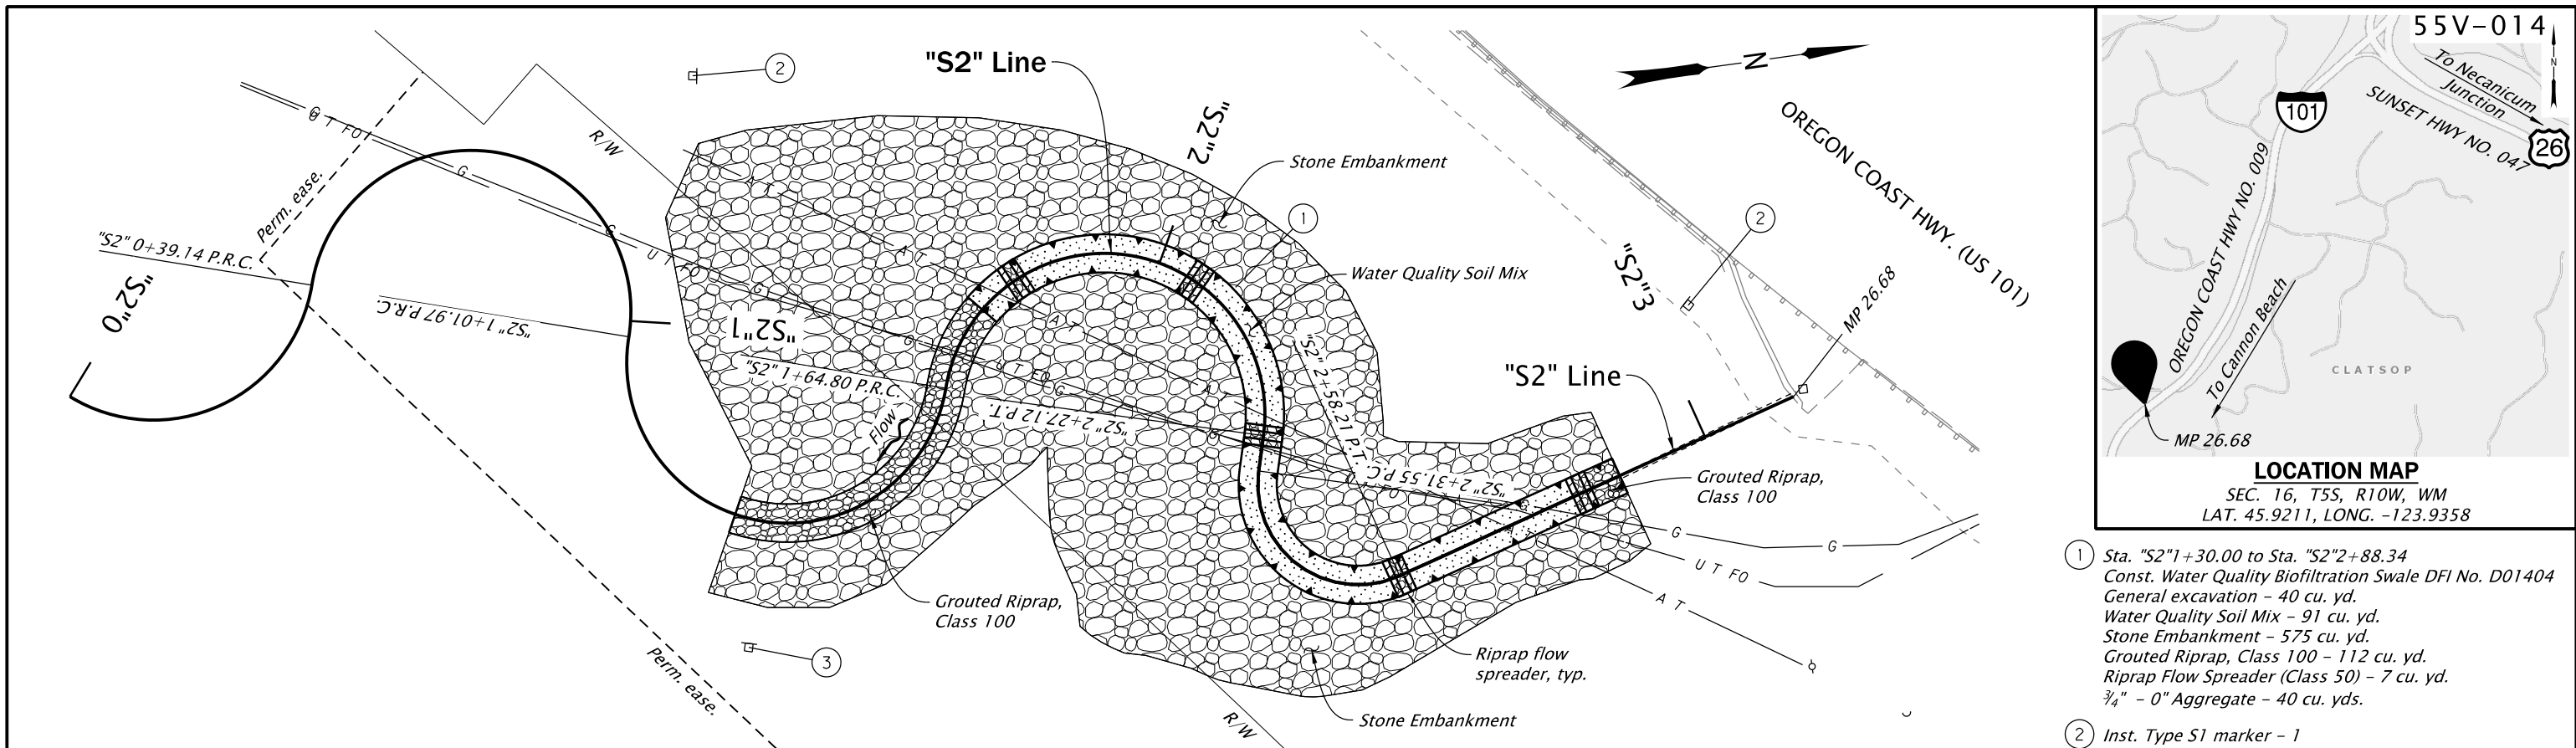 "S2" Line
2
"S2"2
Stone Embankment
1
Water Quality Soil Mix
N
OREGON COAST HWY. (US 101)
2
"S2"3
MP 26.68
"S2" Line
R/W
Perm. ease.
G
U T FO
G
G
U T FO
G
G
U T FO
G
G
A T
A T
A T
A
"S2" 0+39.14 P.R.C.
"S2"0
"S2" 1+01.97 P.R.C.
"S2"1
"S2" 1+64.80 P.R.C.
Flow
"S2" 2+27.12 P.T.
"S2" 2+58.21 P.T.
"S2" 2+31.55 P.C.
Grouted Riprap,
Class 100
G
G
U T FO
A T
Grouted Riprap,
Class 100
Riprap flow
spreader, typ.
Stone Embankment
3
Perm. ease.
R/W
55V-014
N
To Necanicum
Junction
SUNSET HWY NO. 047
101
26
OREGON COAST HWY NO. 009
To Cannon Beach
CLATSOP
MP 26.68
LOCATION MAP
SEC. 16, T5S, R10W, WM
LAT. 45.9211, LONG. -123.9358
1 Sta. "S2"1+30.00 to Sta. "S2"2+88.34
Const. Water Quality Biofiltration Swale DFI No. D01404
General excavation - 40 cu. yd.
Water Quality Soil Mix - 91 cu. yd.
Stone Embankment - 575 cu. yd.
Grouted Riprap, Class 100 - 112 cu. yd.
Riprap Flow Spreader (Class 50) - 7 cu. yd.
3/4" - 0" Aggregate - 40 cu. yds.
2 Inst. Type S1 marker - 1